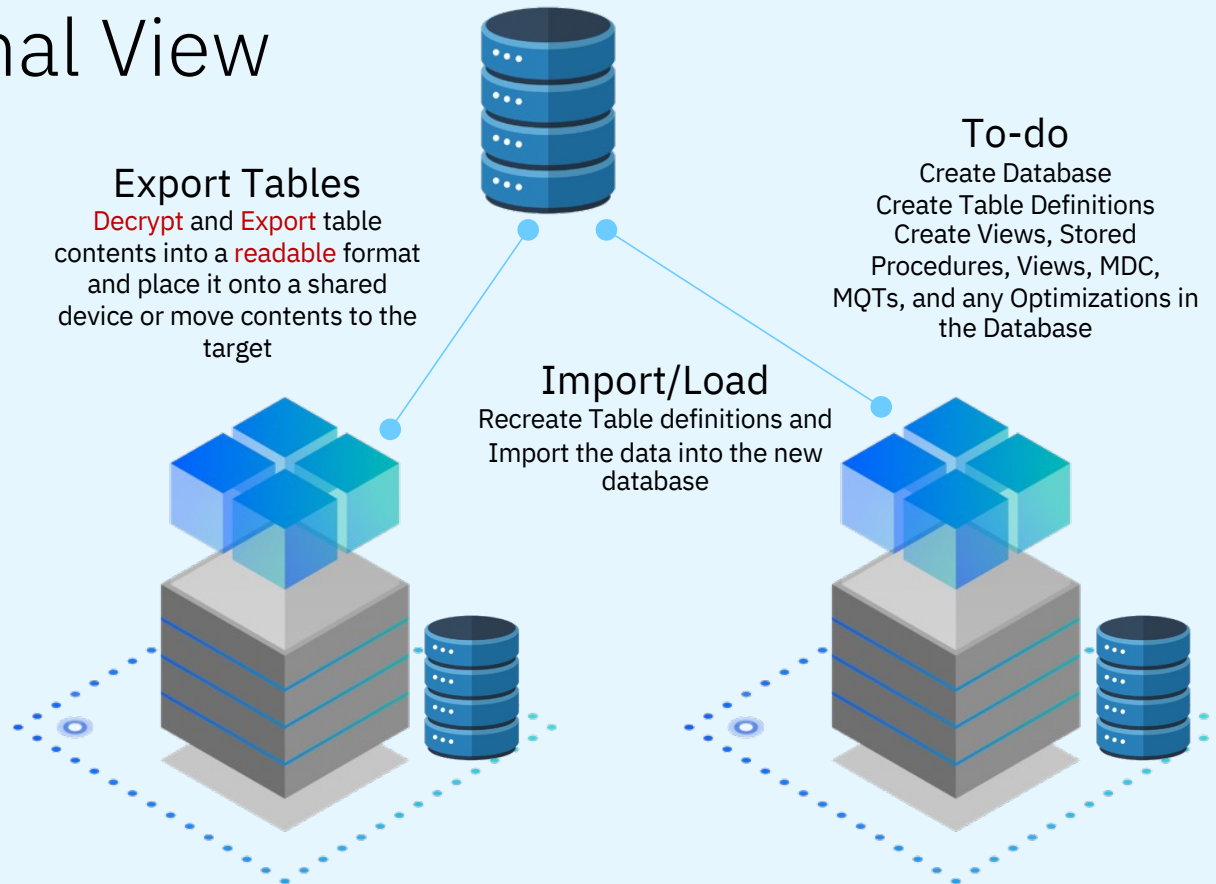 View
Export Tables
Decrypt and Export table
contents into a readable format
and place it onto a shared
device or move contents to the
target
To-do
Create Database
Create Table Definitions
Create Views, Stored
Procedures, Views, MDC,
MQTs, and any Optimizations in
the Database
Import/Load
Recreate Table definitions and
Import the data into the new
database